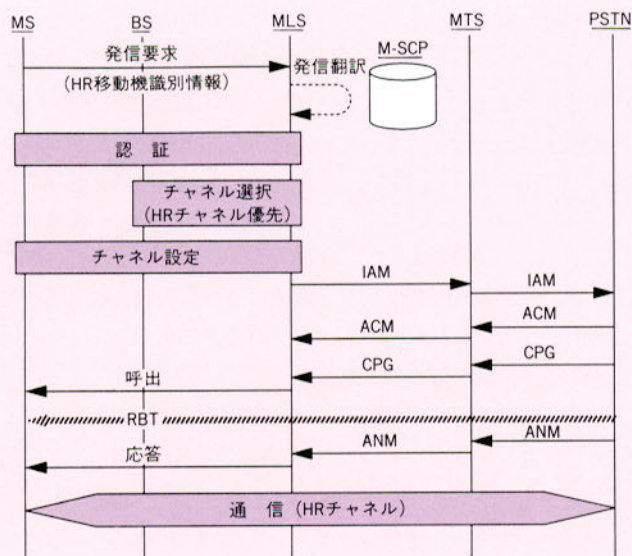 MS BS MLS MTS PSTN
M-SCP
発信要求
(HR移動機識別情報)
発信翻訳
認 証
チャネル選択
(HRチャネル優先)
チャネル設定
IAM
IAM
ACM
ACM
CPG
CPG
呼出
RBT
ANM
ANM
応答
通 信(HRチャネル)